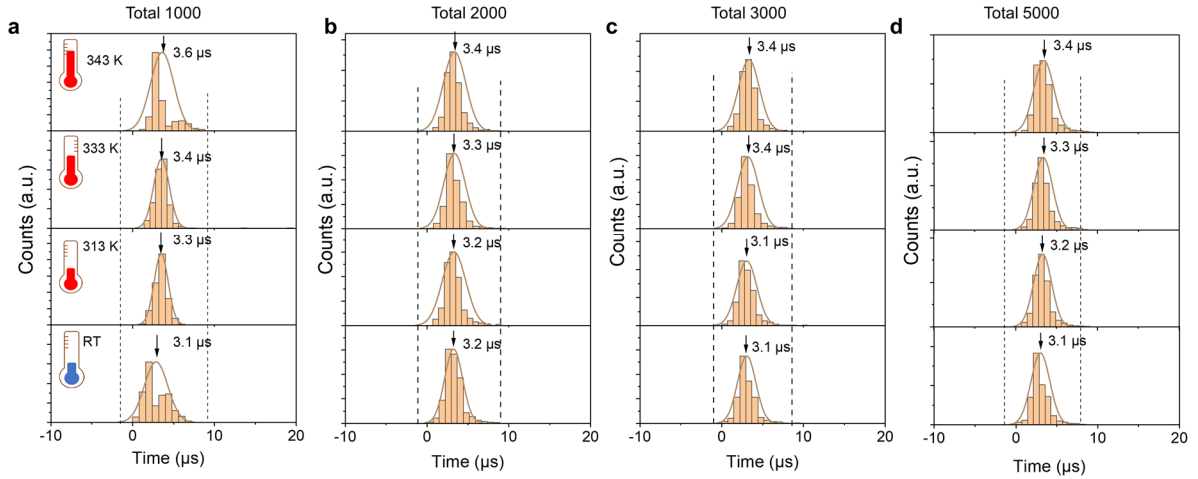 Total 1000
Total 2000
Total 3000
Total 5000
a
b
c
d
343 K
3.6 µs
333 K
3.4 µs
313 K
3.3 µs
RT
3.1 µs
Counts (a.u.)
-10 0 10 20
Time (µs)
3.4 µs
3.3 µs
3.2 µs
3.2 µs
Counts (a.u.)
-10 0 10 20
Time (µs)
3.4 µs
3.4 µs
3.1 µs
3.1 µs
Counts (a.u.)
-10 0 10 20
Time (µs)
3.4 µs
3.3 µs
3.2 µs
3.1 µs
Counts (a.u.)
-10 0 10 20
Time (µs)